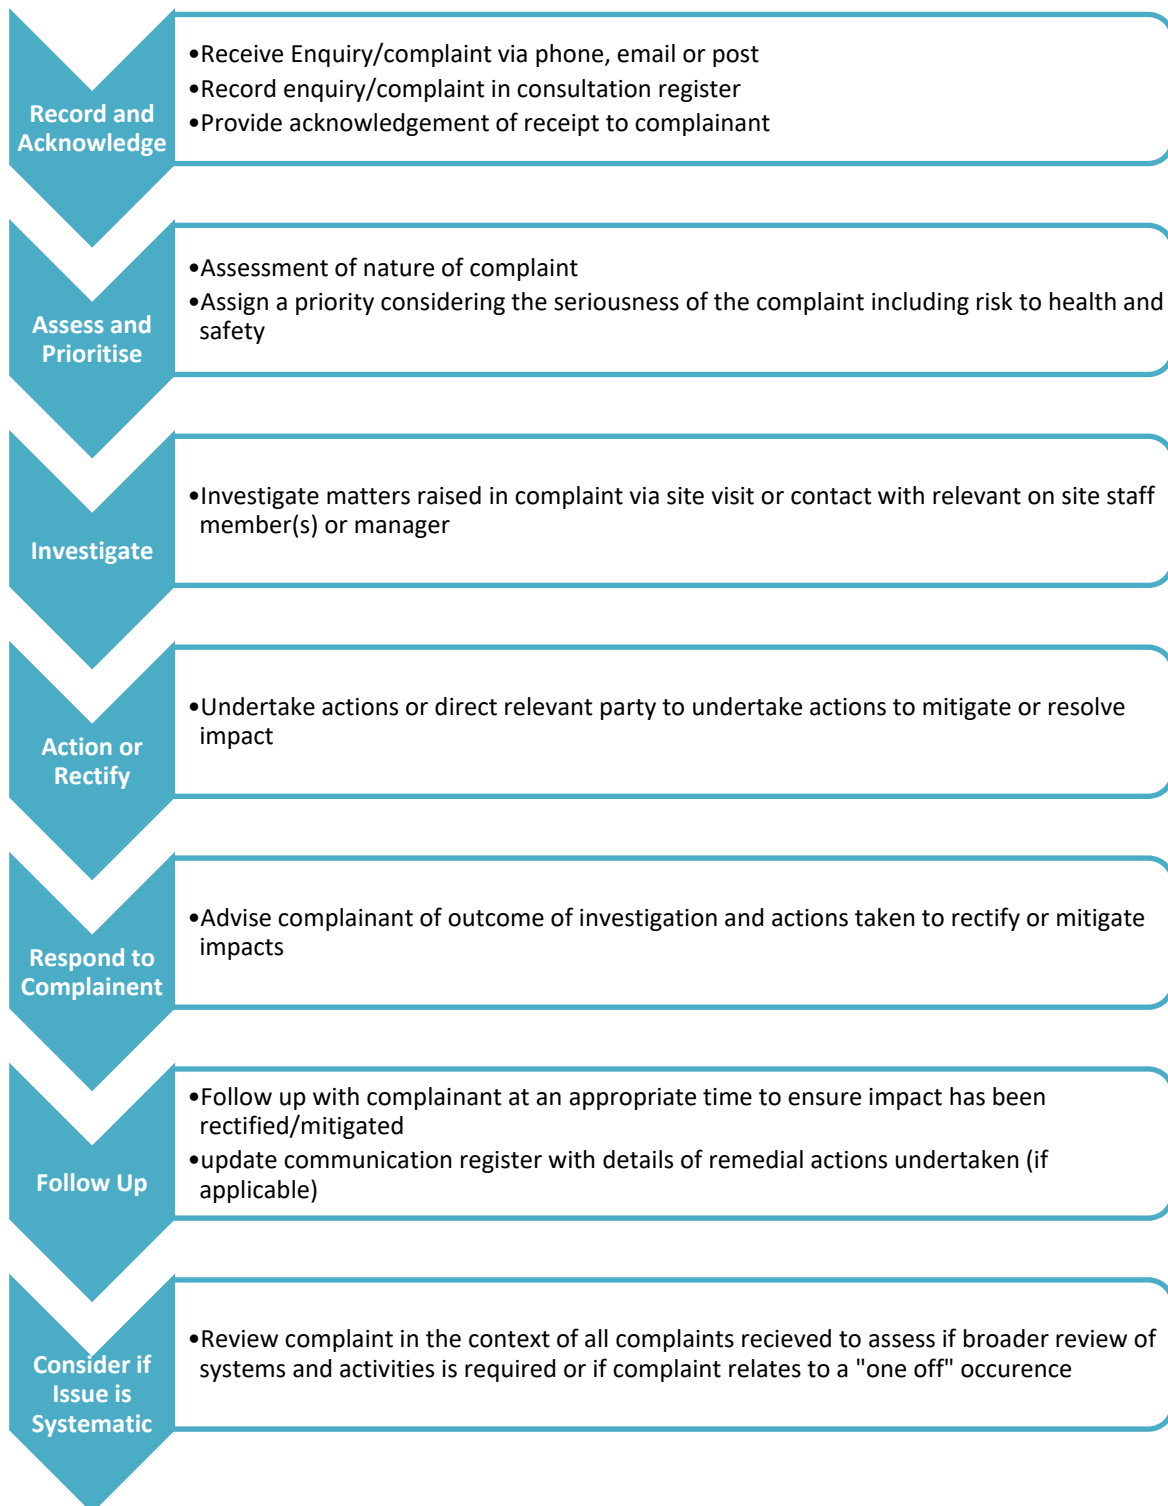 Record and
Acknowledge
•Receive Enquiry/complaint via phone, email or post
•Record enquiry/complaint in consultation register
•Provide acknowledgement of receipt to complainant
Assess and
Prioritise
•Assessment of nature of complaint
•Assign a priority considering the seriousness of the complaint including risk to health and
safety
Investigate
•Investigate matters raised in complaint via site visit or contact with relevant on site staff
member(s) or manager
Action or
Rectify
•Undertake actions or direct relevant party to undertake actions to mitigate or resolve
impact
Respond to
Complainent
•Advise complainant of outcome of investigation and actions taken to rectify or mitigate
impacts
Follow Up
•Follow up with complainant at an appropriate time to ensure impact has been
rectified/mitigated
•update communication register with details of remedial actions undertaken (if
applicable)
Consider if
Issue is
Systematic
•Review complaint in the context of all complaints recieved to assess if broader review of
systems and activities is required or if complaint relates to a "one off" occurence